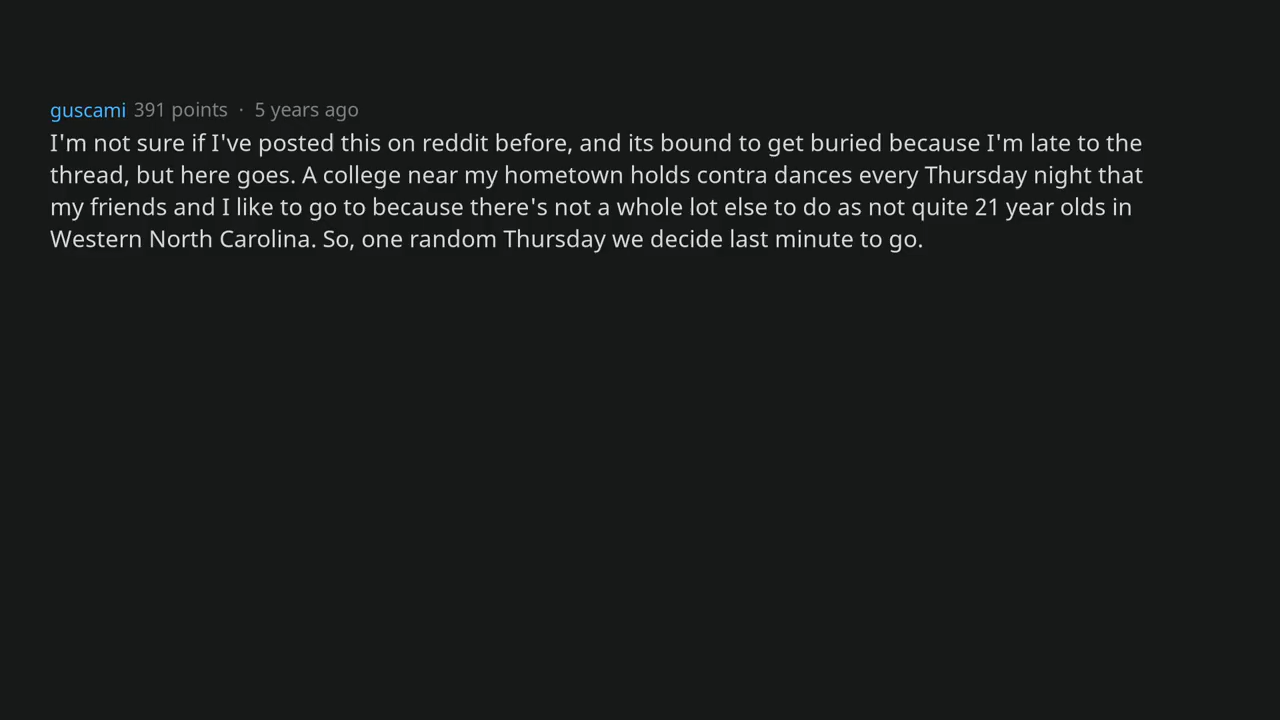 guscami 391 points · 5 years ago
I'm not sure if I've posted this on reddit before, and its bound to get buried because I'm late to the
thread, but here goes. A college near my hometown holds contra dances every Thursday night that
my friends and I like to go to because there's not a whole lot else to do as not quite 21 year olds in
Western North Carolina. So, one random Thursday we decide last minute to go.